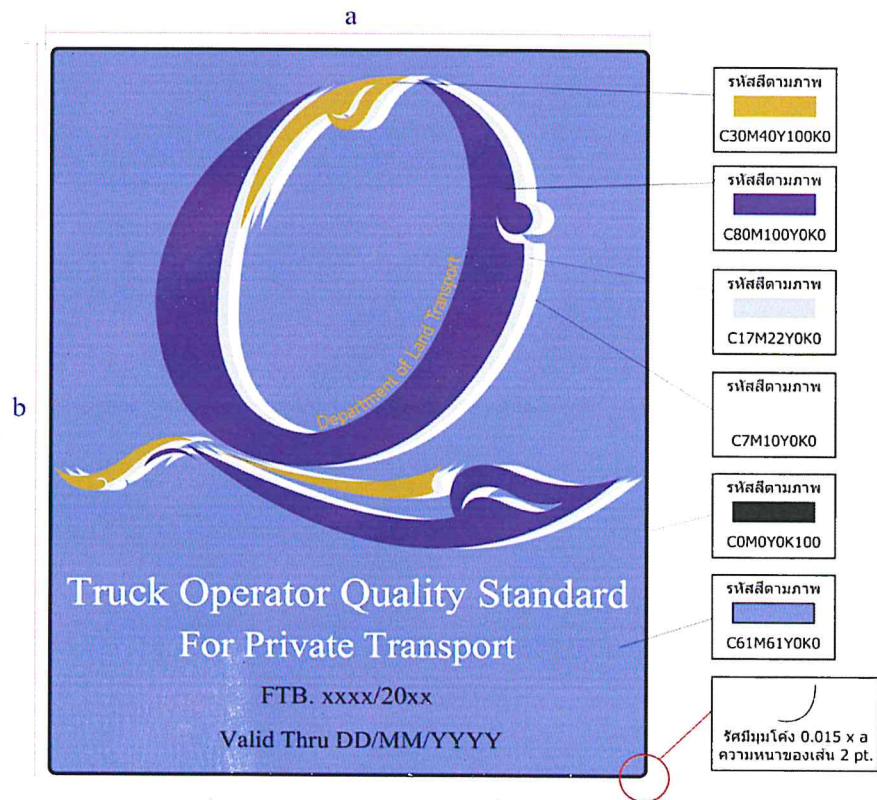 a
b
Department of Land Transport
Truck Operator Quality Standard
For Private Transport
FTB. xxxx/20xx
Valid Thru DD/MM/YYYY
รหัสสีตามภาพ
C30M40Y100K0
รหัสสีตามภาพ
C80M100Y0K0
รหัสสีตามภาพ
C17M22Y0K0
รหัสสีตามภาพ
C7M10Y0K0
รหัสสีตามภาพ
C0M0Y0K100
รหัสสีตามภาพ
C61M61Y0K0
รัศมีมุมโค้ง 0.015 x a
ความหนาของเส้น 2 pt.